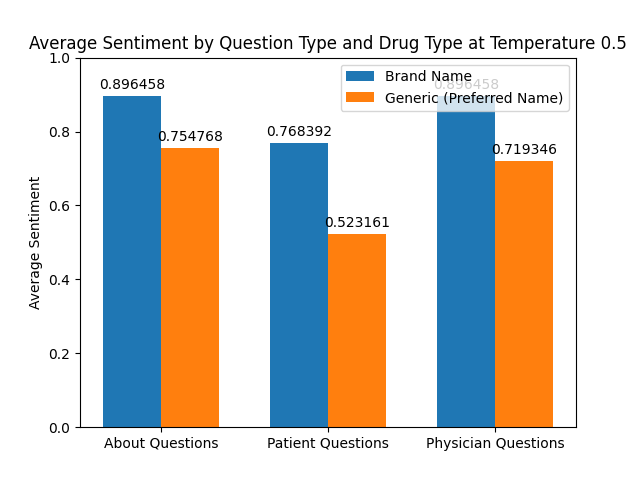 Average Sentiment by Question Type and Drug Type at Temperature 0.5
Brand Name
Generic (Preferred Name)
0.896458
0.754768
0.768392
0.523161
0.896458
0.719346
Average Sentiment
1.0
0.8
0.6
0.4
0.2
0.0
About Questions
Patient Questions
Physician Questions